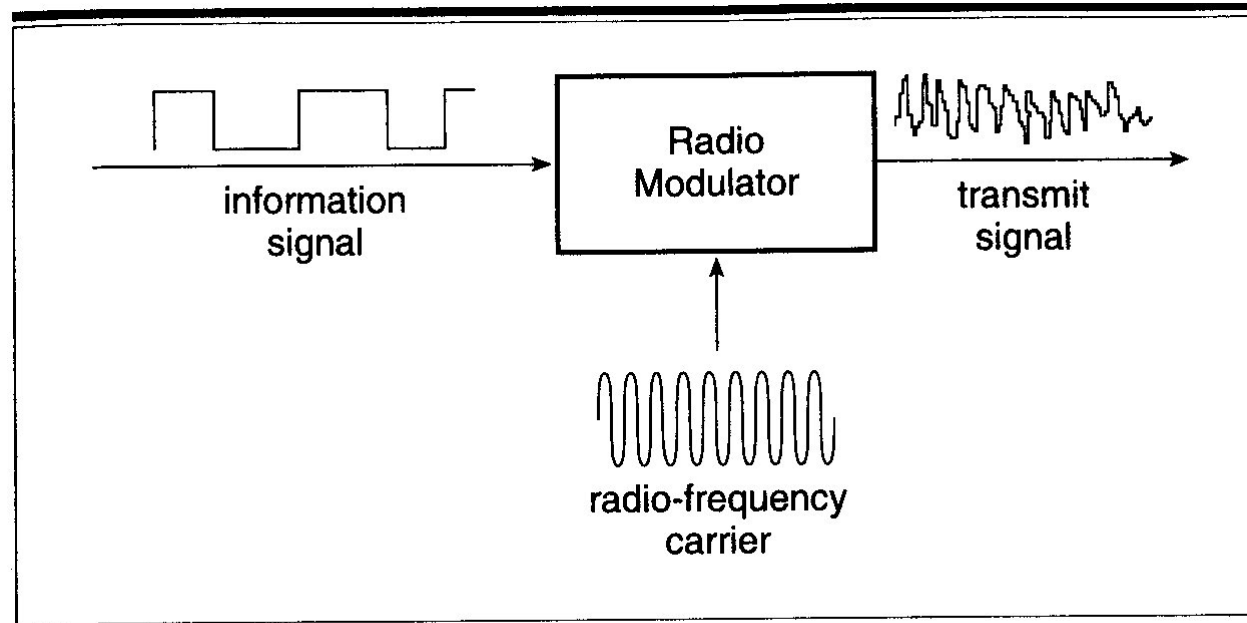 Radio
Modulator
information
signal
transmit
signal
radio-frequency
carrier